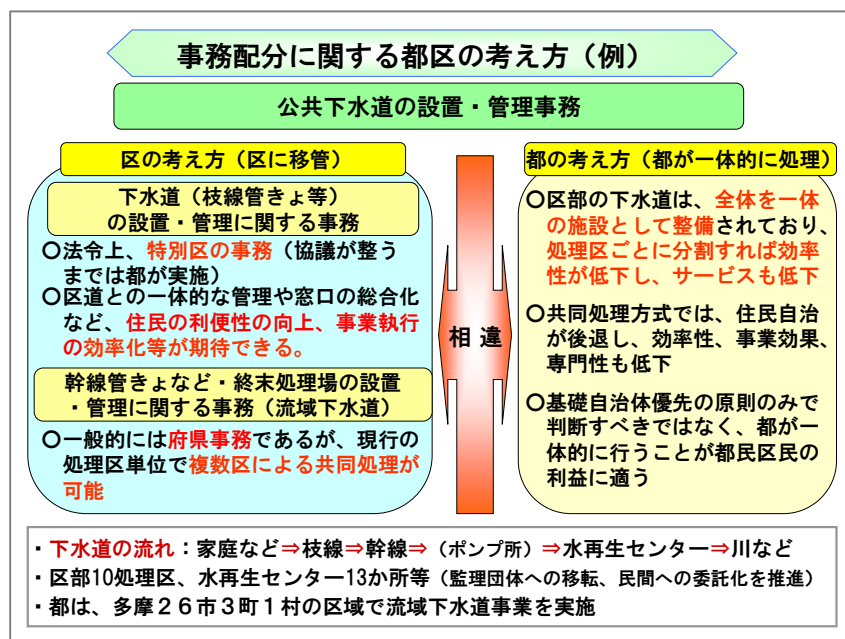 事務配分に関する都区の考え方（例）
公共下水道の設置・管理事務
区の考え方（区に移管）
下水道（枝線管きょ等）
の設置・管理に関する事務
○法令上、特別区の事務（協議が整う
までは都が実施）
○区道との一体的な管理や窓口の総合化
など、住民の利便性の向上、事業執行
の効率化等が期待できる。
幹線管きょなど・終末処理場の設置
・管理に関する事務（流域下水道）
○一般的には府県事務であるが、現行の
処理区単位で複数区による共同処理が
可能
相 違
都の考え方（都が一体的に処理）
○区部の下水道は、全体を一体
の施設として整備されており、
処理区ごとに分割すれば効率
性が低下し、サービスも低下
○共同処理方式では、住民自治
が後退し、効率性、事業効果、
専門性も低下
○基礎自治体優先の原則のみで
判断すべきではなく、都が一
体的に行うことが都民区民の
利益に適う
・下水道の流れ：家庭など⇒枝線⇒幹線⇒（ポンプ所）⇒水再生センター⇒川など
・区部10処理区、水再生センター13か所等（監理団体への移転、民間への委託化を推進）
・都は、多摩２６市３町１村の区域で流域下水道事業を実施